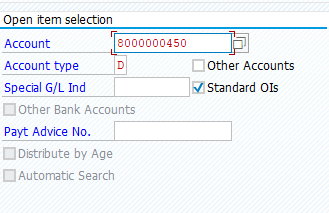 Open item selection
Account 8000000450
Account type D Other Accounts
Special G/L Ind Standard OIs
Other Bank Accounts
Payt Advice No.
Distribute by Age
Automatic Search